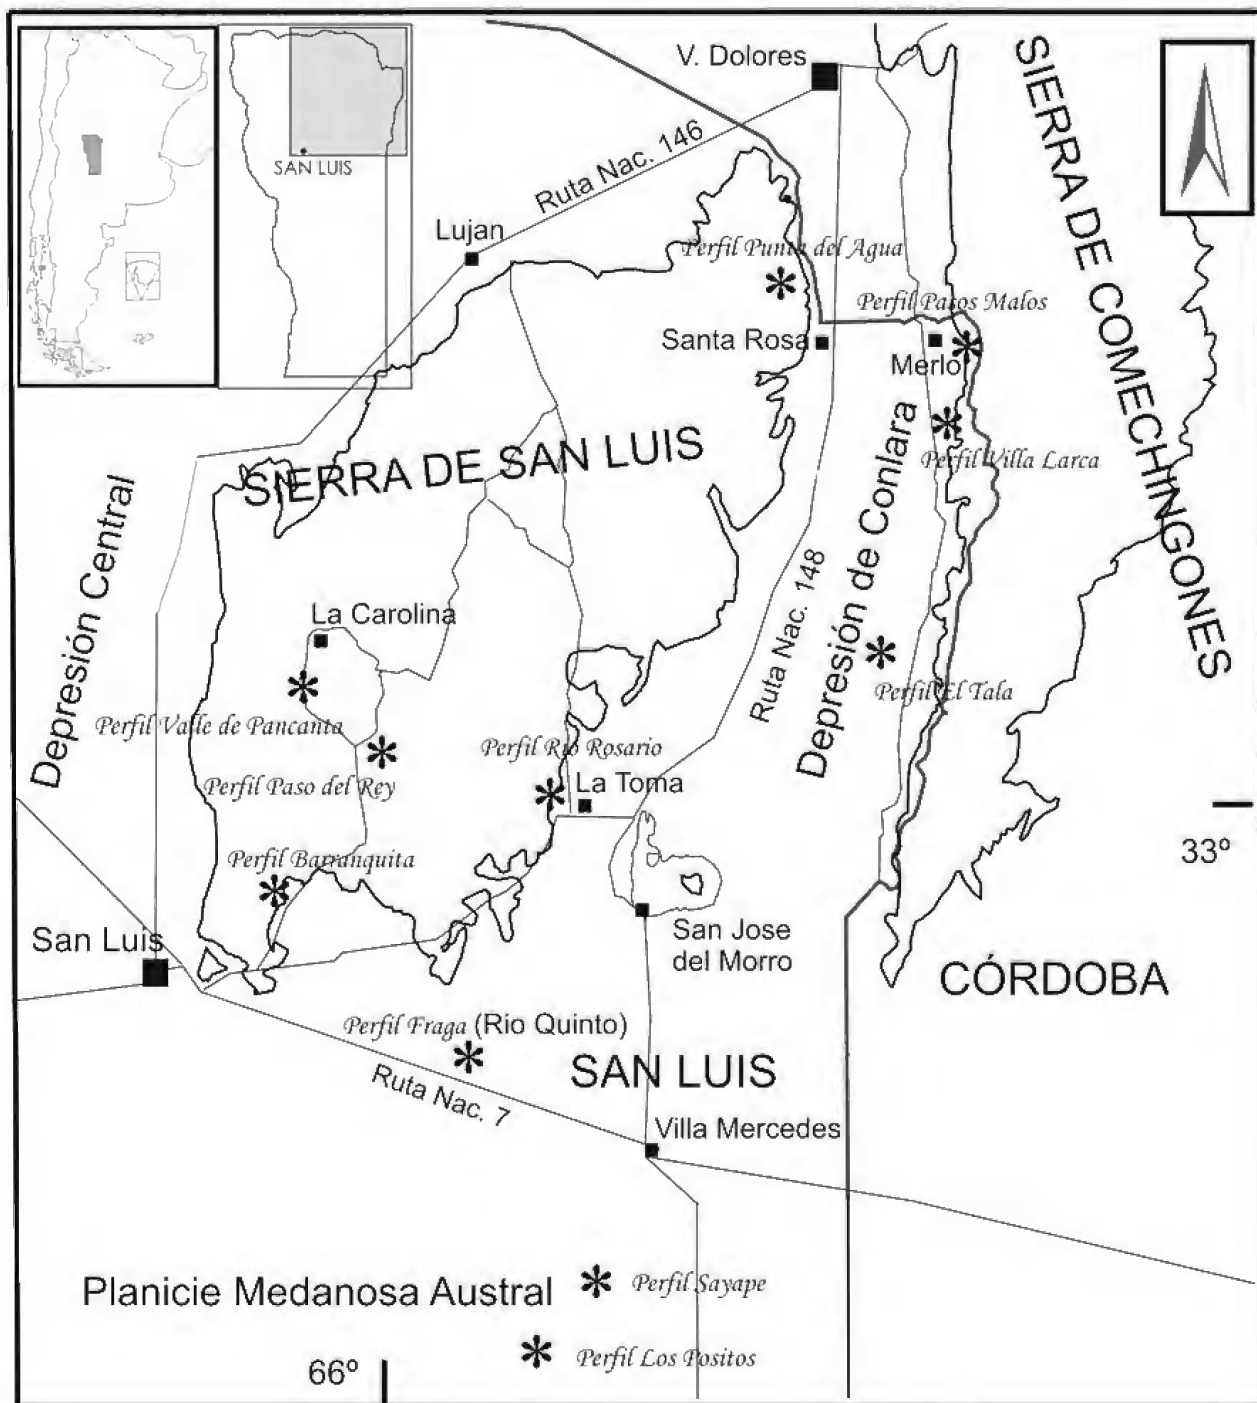 V. Dolores
SIERRA DE COMECHINGONES
SAN LUIS
Ruta Nac. 146
Lujan
Perfil Punta del Agua
Perfil Pasos Malos
Santa Rosa
Merlo
SIERRA DE SAN LUIS
Perfil Villa Larca
Depresión Central
Depresión de Conlara
Ruta Nac. 148
La Carolina
Perfil El Tala
Perfil Valle de Pancanta
Perfil Rio Rosario
Perfil Paso del Rey
La Toma
33º
Perfil Barranquita
San Luis
San Jose
del Morro
CÓRDOBA
Perfil Fraga (Rio Quinto)
SAN LUIS
Ruta Nac. 7
Villa Mercedes
Planicie Medanosa Austral
Perfil Sayape
Perfil Los Positos
66º